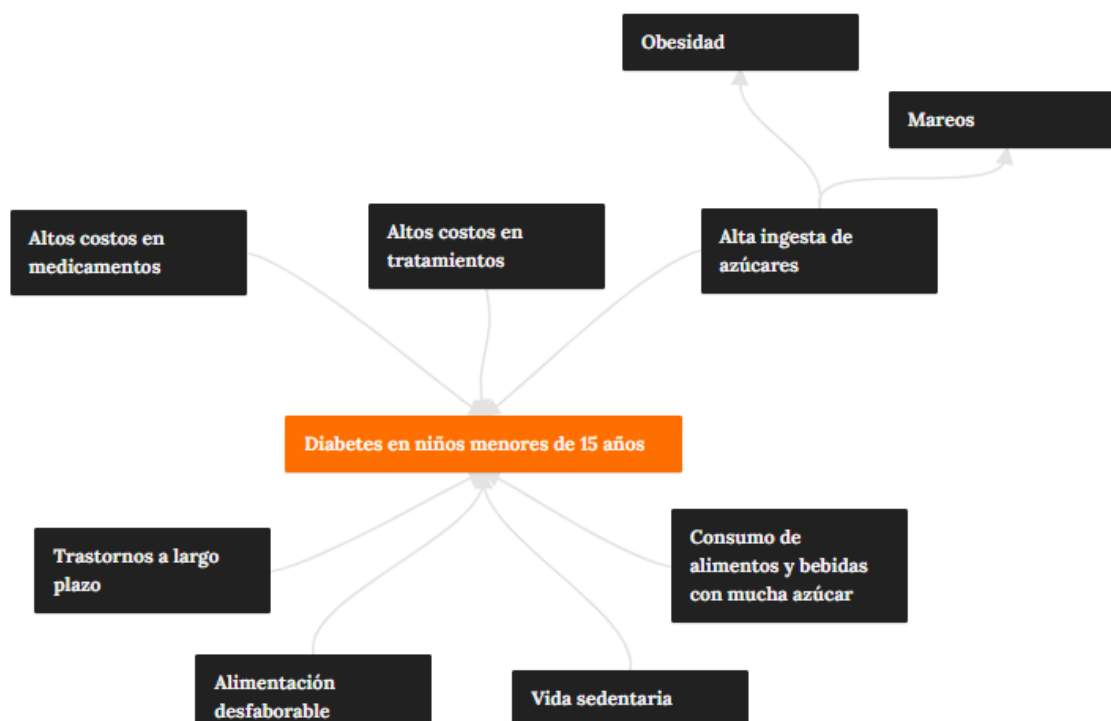 Obesidad
Mareos
Altos costos en
medicamentos
Altos costos en
tratamientos
Alta ingesta de
azúcares
Diabetes en niños menores de 15 años
Trastornos a largo
plazo
Consumo de
alimentos y bebidas
con mucha azúcar
Alimentación
desfaborable
Vida sedentaria